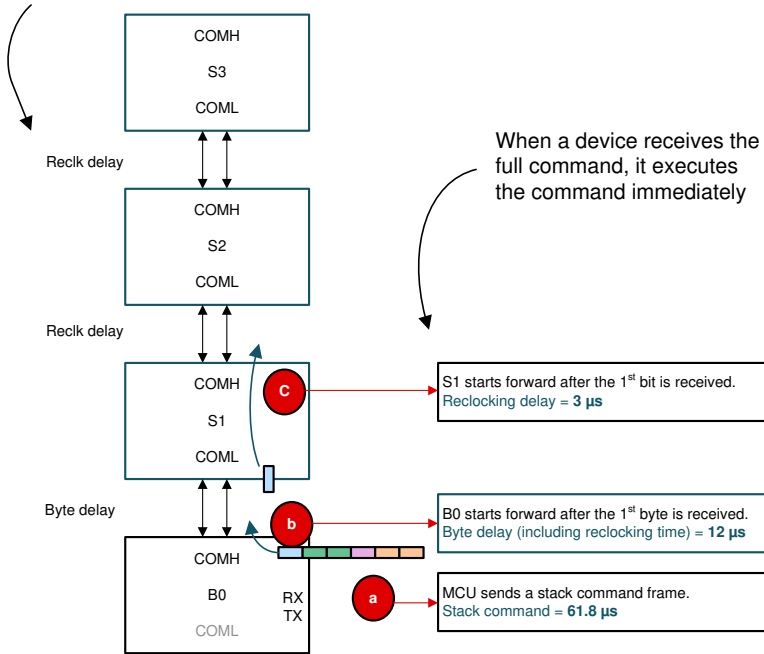 COMH
S3
COML
Reclk delay
When a device receives the
full command, it executes
the command immediately
COMH
S2
COML
Reclk delay
COMH
S1
COML
C
S1 starts forward after the 1st bit is received.
Reclocking delay = 3 µs
Byte delay
b
B0 starts forward after the 1st byte is received.
Byte delay (including reclocking time) = 12 µs
COMH
B0
COML
RX
TX
a
MCU sends a stack command frame.
Stack command = 61.8 µs